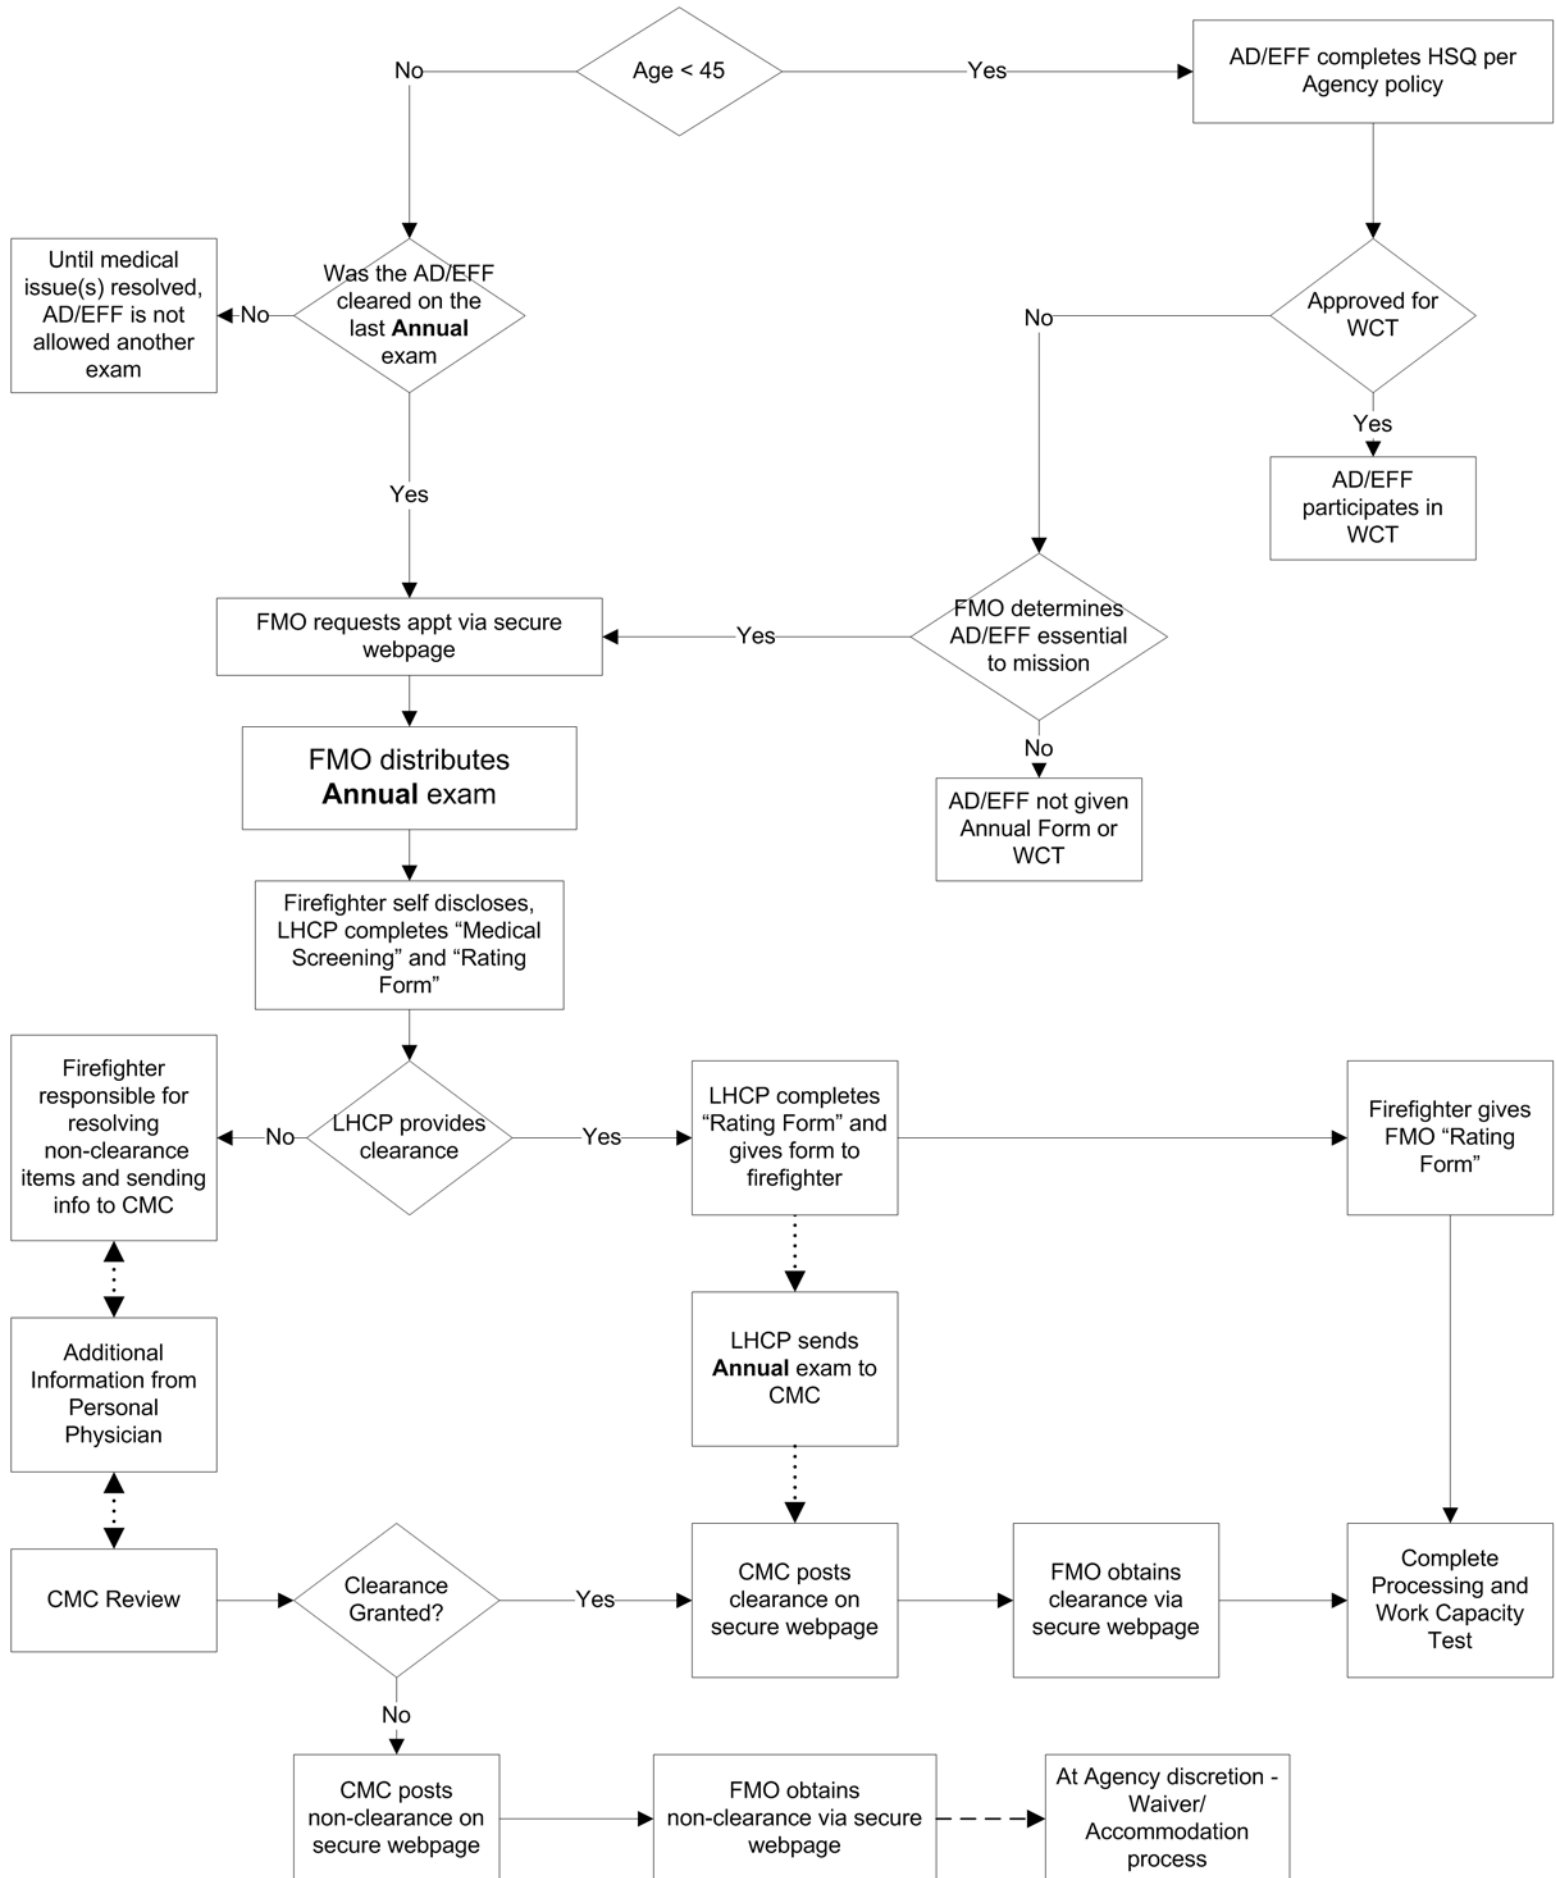 Age < 45
No
Yes
AD/EFF completes HSQ per
Agency policy
Until medical
issue(s) resolved,
AD/EFF is not
allowed another
exam
No
Was the AD/EFF
cleared on the
last Annual
exam
Approved for
WCT
No
Yes
AD/EFF
participates in
WCT
Yes
FMO requests appt via secure
webpage
Yes
FMO determines
AD/EFF essential
to mission
No
AD/EFF not given
Annual Form or
WCT
FMO distributes
Annual exam
Firefighter self discloses,
LHCP completes “Medical
Screening” and “Rating
Form”
Firefighter
responsible for
resolving
non-clearance
items and sending
info to CMC
No
LHCP provides
clearance
Yes
LHCP completes
“Rating Form” and
gives form to
firefighter
Firefighter gives
FMO “Rating
Form”
Additional
Information from
Personal
Physician
LHCP sends
Annual exam to
CMC
CMC Review
Clearance
Granted?
Yes
CMC posts
clearance on
secure webpage
FMO obtains
clearance via
secure webpage
Complete
Processing and
Work Capacity
Test
No
CMC posts
non-clearance on
secure webpage
FMO obtains
non-clearance via secure
webpage
At Agency discretion -
Waiver/
Accommodation
process